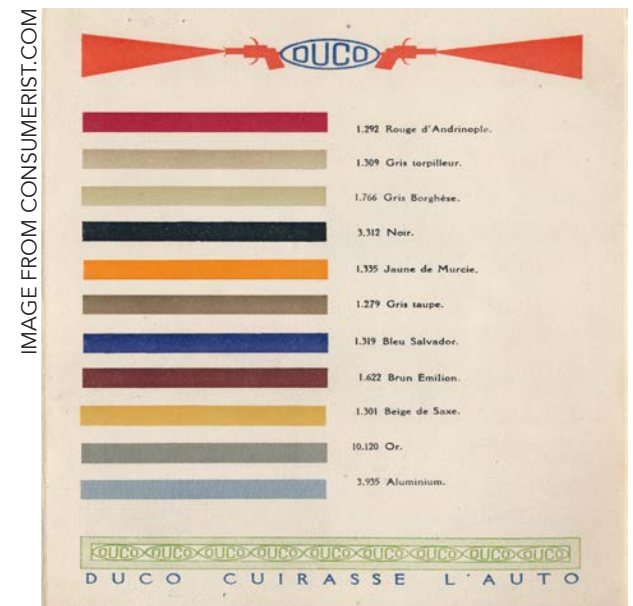 IMAGE FROM CONSUMERIST.COM
DUCO
1.292 Rouge d'Andrinople.
1.309 Gris torpilleur.
1.766 Gris Borghèse.
3.312 Noir.
1.335 Jaune de Murcie.
1.279 Gris taupe.
1.319 Bleu Salvador.
1.622 Brun Émilion.
1.301 Beige de Saxe.
10.120 Or.
3.935 Aluminium.
DUCO DUCO DUCO DUCO DUCO DUCO DUCO DUCO DUCO
DUCO CUIRASSE L'AUTO